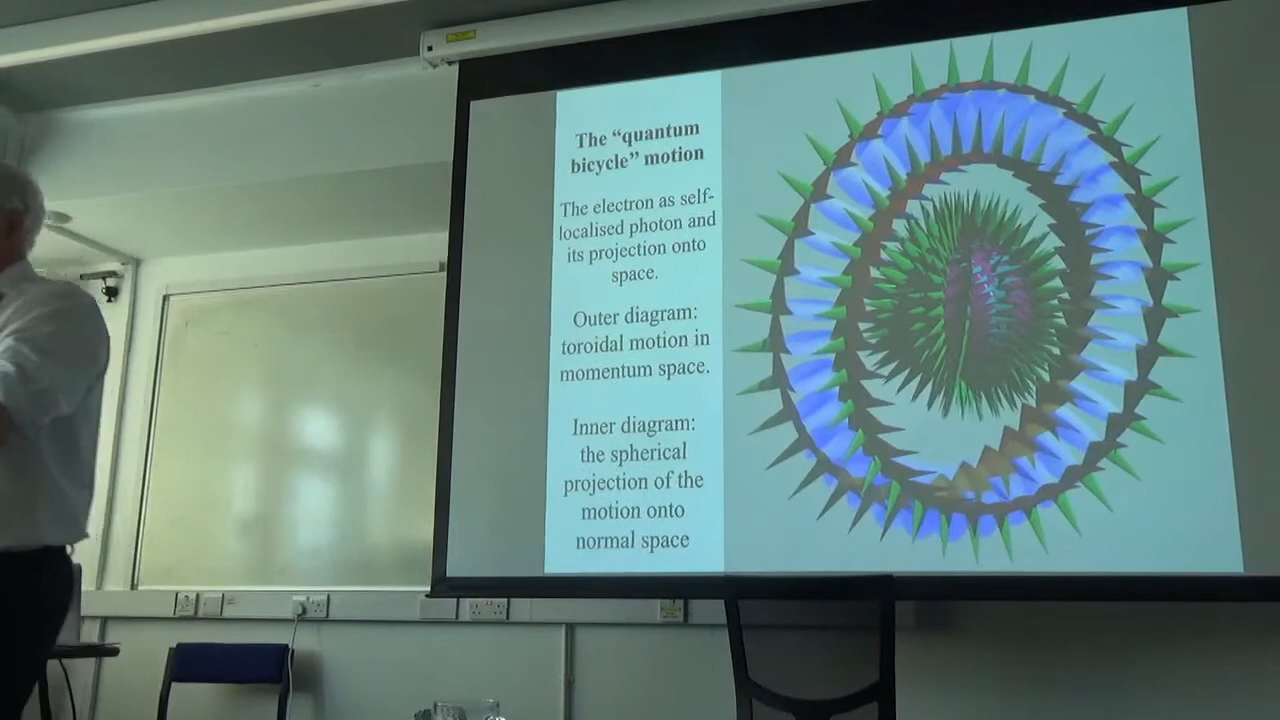 The “quantum
bicycle” motion
The electron as self-
localised photon and
its projection onto
space.
Outer diagram:
toroidal motion in
momentum space.
Inner diagram:
the spherical
projection of the
motion onto
normal space